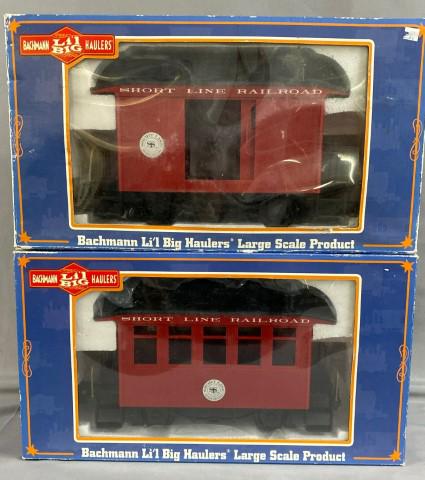 BACHMANN Li'l BIG HAULERS
SHORT LINE RAILROAD
Bachmann Li'l Big Haulers® Large Scale Product
BACHMANN Li'l BIG HAULERS
SHORT LINE RAILROAD
Bachmann Li'l Big Haulers® Large Scale Product